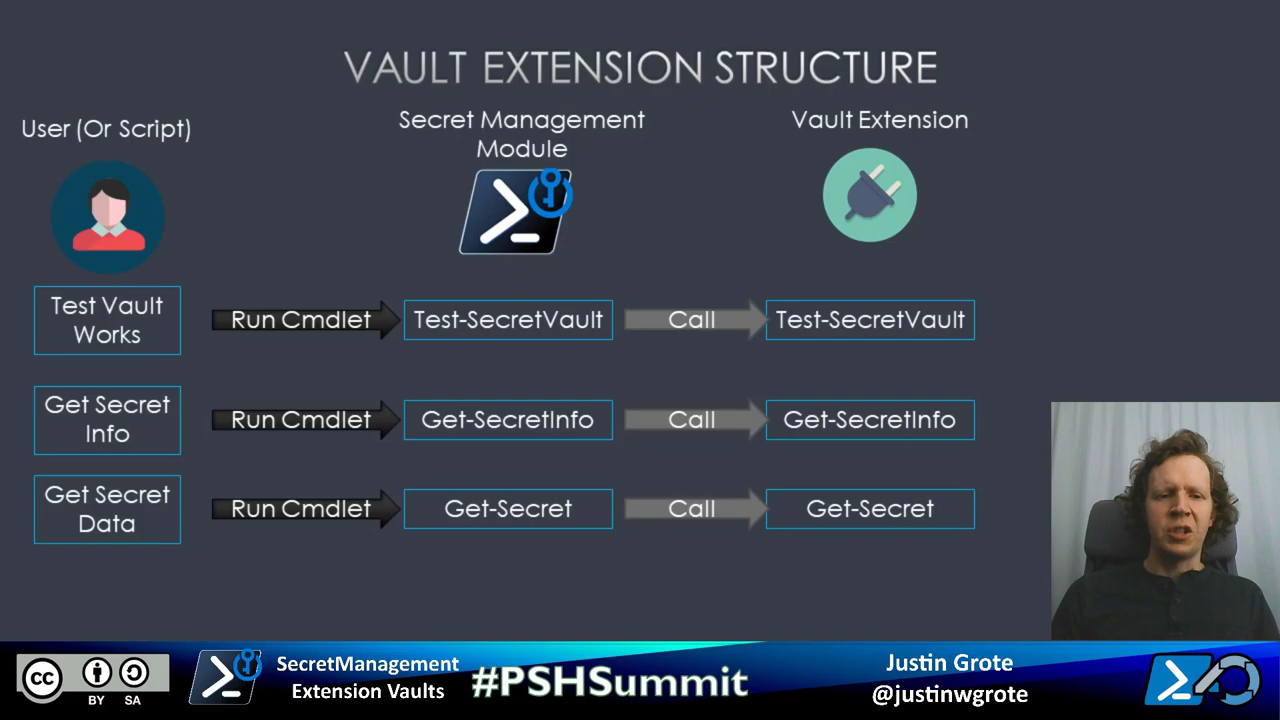 VAULT EXTENSION STRUCTURE
User (Or Script)
Secret Management
Module
Vault Extension
Test Vault
Works
Run Cmdlet
Test-SecretVault
Call
Test-SecretVault
Get Secret
Info
Run Cmdlet
Get-SecretInfo
Call
Get-SecretInfo
Get Secret
Data
Run Cmdlet
Get-Secret
Call
Get-Secret
cc
BY SA
SecretManagement
Extension Vaults
#PSHSummit
Justin Grote
@justinwgrote